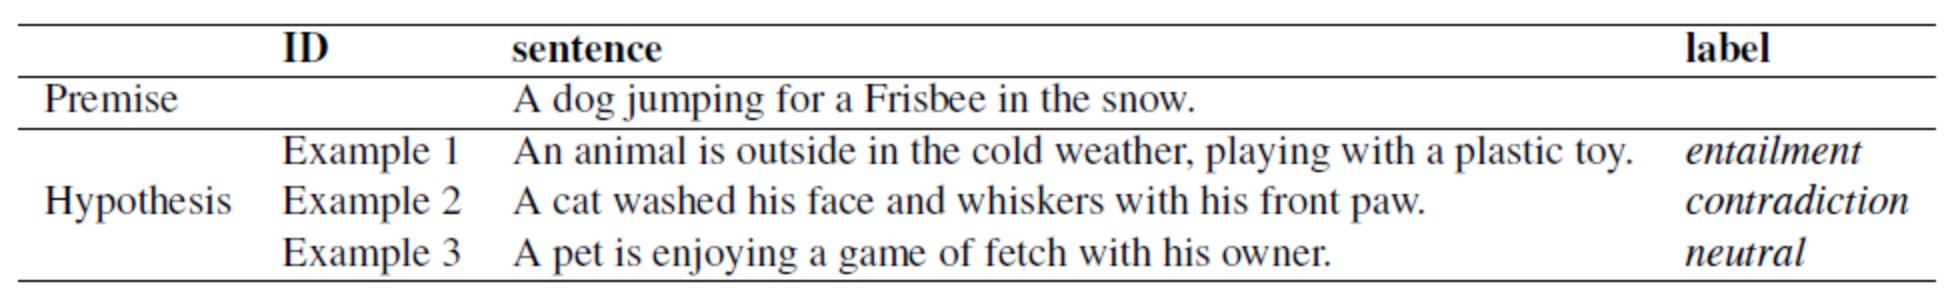 ID sentence label
Premise A dog jumping for a Frisbee in the snow.
Example 1 An animal is outside in the cold weather, playing with a plastic toy. entailment
Hypothesis Example 2 A cat washed his face and whiskers with his front paw. contradiction
Example 3 A pet is enjoying a game of fetch with his owner. neutral